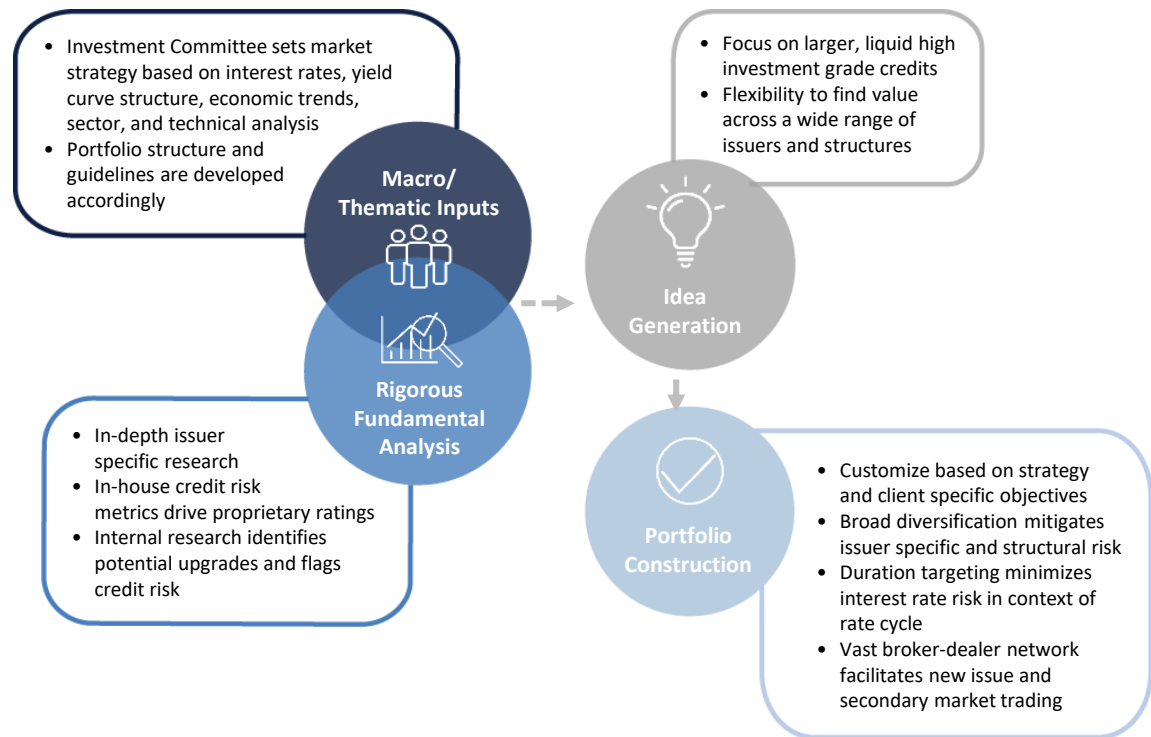 • Investment Committee sets market
strategy based on interest rates, yield
curve structure, economic trends,
sector, and technical analysis
• Portfolio structure and
guidelines are developed
accordingly
Macro/
Thematic Inputs
• In-depth issuer
specific research
• In-house credit risk
metrics drive proprietary ratings
• Internal research identifies
potential upgrades and flags
credit risk
Rigorous
Fundamental
Analysis
• Focus on larger, liquid high
investment grade credits
• Flexibility to find value
across a wide range of
issuers and structures
Idea
Generation
Portfolio
Construction
• Customize based on strategy
and client specific objectives
• Broad diversification mitigates
issuer specific and structural risk
• Duration targeting minimizes
interest rate risk in context of
rate cycle
• Vast broker-dealer network
facilitates new issue and
secondary market trading